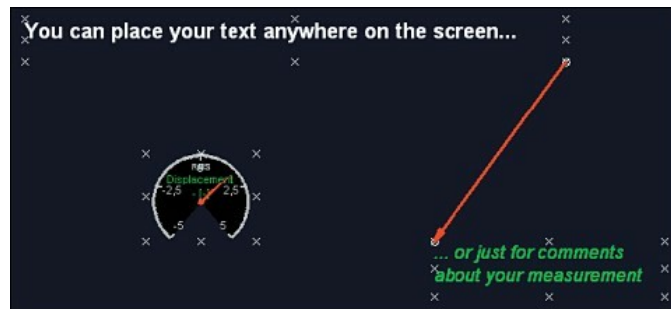 You can place your text anywhere on the screen...
Displacement
-2,5
2,5
-5
5
... or just for comments
about your measurement